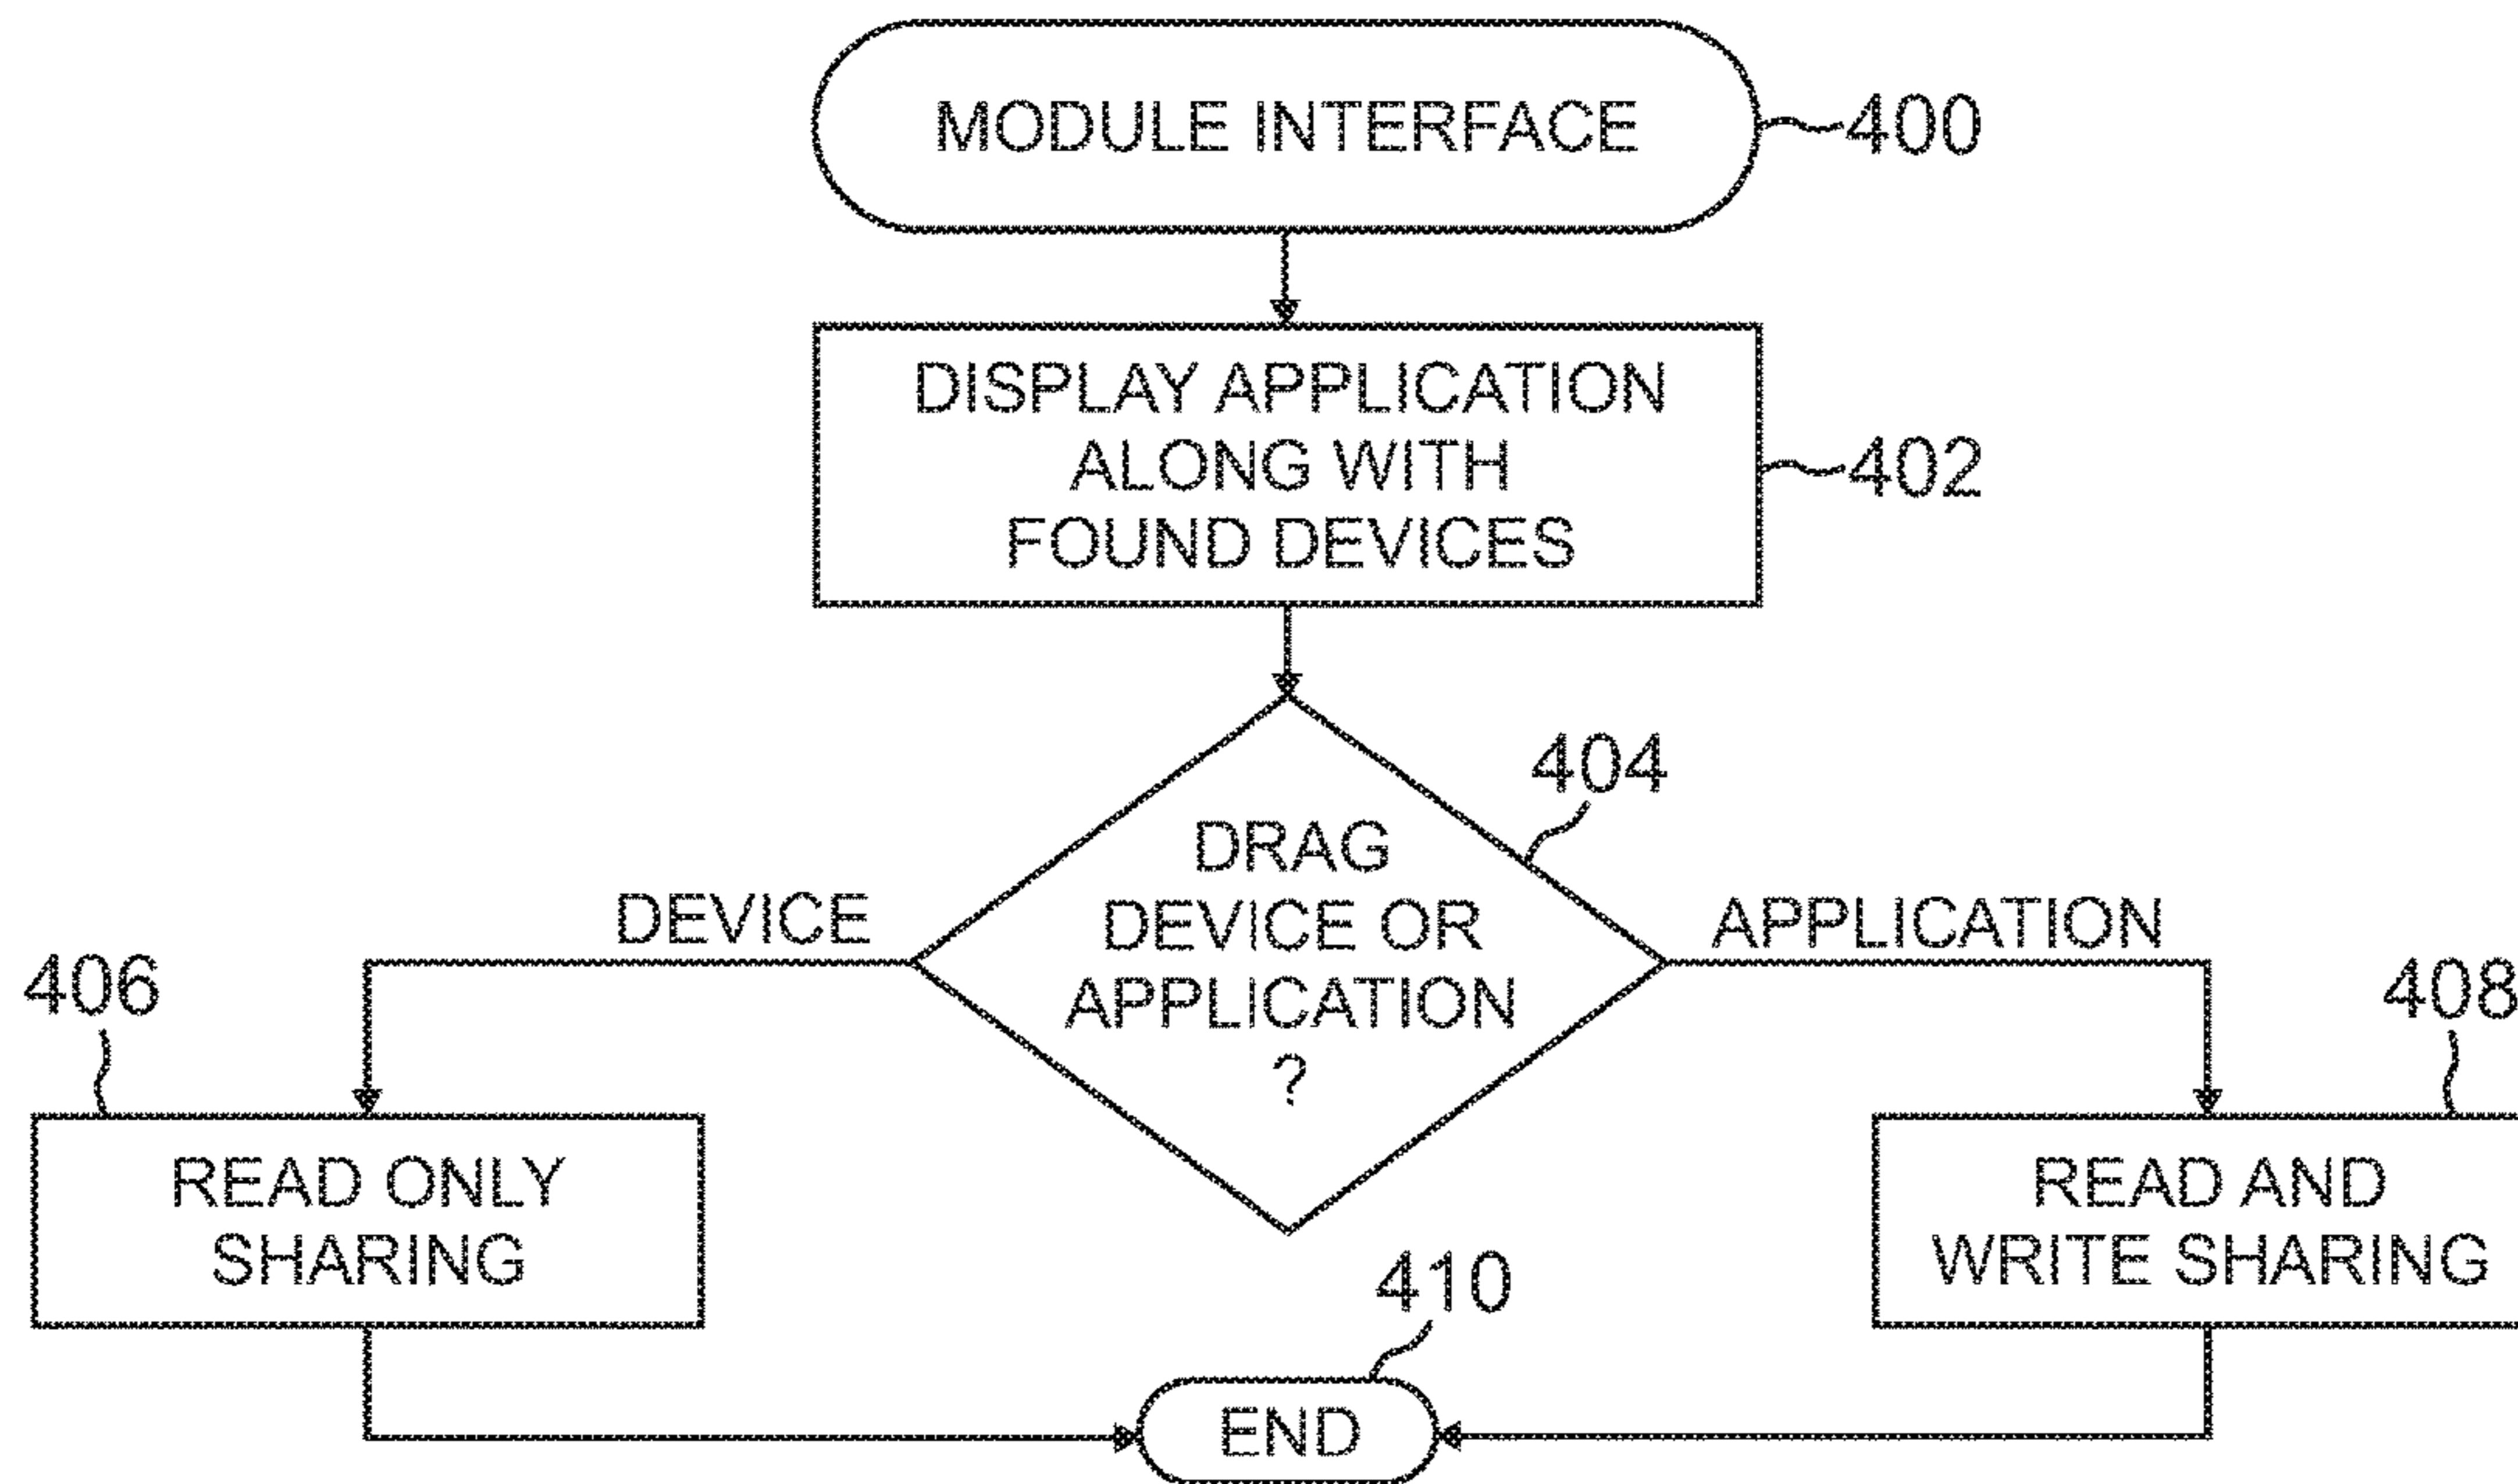 MODULE INTERFACE
400
DISPLAY APPLICATION
ALONG WITH
FOUND DEVICES
402
404
DRAG
DEVICE OR
APPLICATION
?
DEVICE
APPLICATION
406
408
READ ONLY
SHARING
READ AND
WRITE SHARING
410
END